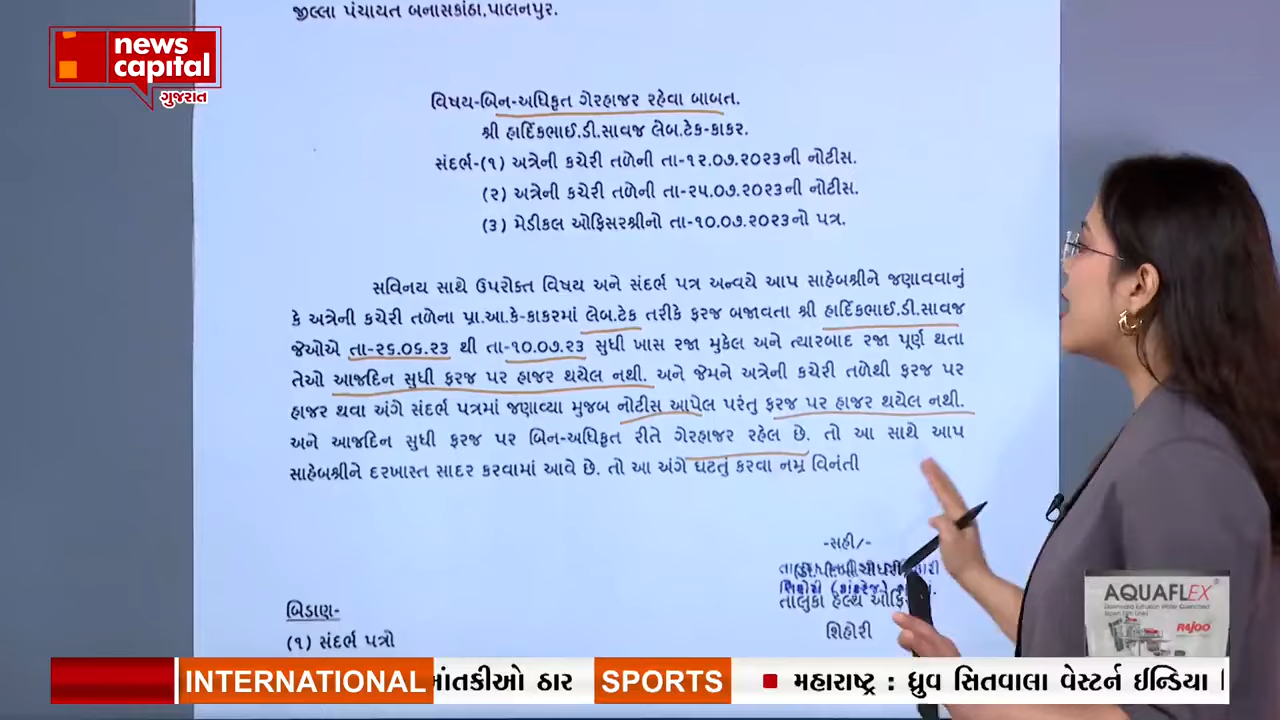 જીલ્લા પંચાયત બનાસકાંઠા,પાલનપુર.
news
capital
ગુજરાત
વિષય-બિન-અધિકૃત ગેરહાજર રહેવા બાબત.
શ્રી હાર્દિકભાઈ.ડી.સાવજ લેબ.ટેક-કાકર.
સંદર્ભ-(૧) અત્રેની કચેરી તળેની તા-૧૨.૦૭.૨૦૨૩ની નોટીસ.
(૨) અત્રેની કચેરી તળેની તા-૨૫.૦૭.૨૦૨૩ની નોટીસ.
(૩) મેડીકલ ઓફિસરશ્રીનો તા-૧૦.૦૭.૨૦૨૩નો પત્ર.
સવિનય સાથે ઉપરોક્ત વિષય અને સંદર્ભ પત્ર અન્વયે આપ સાહેબશ્રીને જણાવવાનું
કે અત્રેની કચેરી તળેના પ્રા.આ.કે-કાકરમાં લેબ.ટેક તરીકે ફરજ બજાવતા શ્રી હાર્દિકભાઈ.ડી.સાવજ
જેઓએ તા-૨૬.૦૬.૨૩ થી તા-૧૦.૦૭.૨૩ સુધી ખાસ રજા મુકેલ અને ત્યારબાદ રજા પૂર્ણ થતા
તેઓ આજદિન સુધી ફરજ પર હાજર થયેલ નથી. અને જેમને અત્રેની કચેરી તળેથી ફરજ પર
હાજર થવા અંગે સંદર્ભ પત્રમાં જણાવ્યા મુજબ નોટીસ આપેલ પરંતુ ફરજ પર હાજર થયેલ નથી.
અને આજદિન સુધી ફરજ પર બિન-અધિકૃત રીતે ગેરહાજર રહેલ છે. તો આ સાથે આપ
સાહેબશ્રીને દરખાસ્ત સાદર કરવામાં આવે છે. તો આ અંગે ઘટતું કરવા નમ્ર વિનંતી
-સહી/-
તાલુકા હેલ્થ
શિહોરી
બિડાણ-
(૧) સંદર્ભ પત્રો
AQUAFLEX
RAJOO
INTERNATIONAL
ઠાર
SPORTS
મહારાષ્ટ્ર : ધ્રુવ સિતવાલા વેસ્ટર્ન ઈન્ડિયા